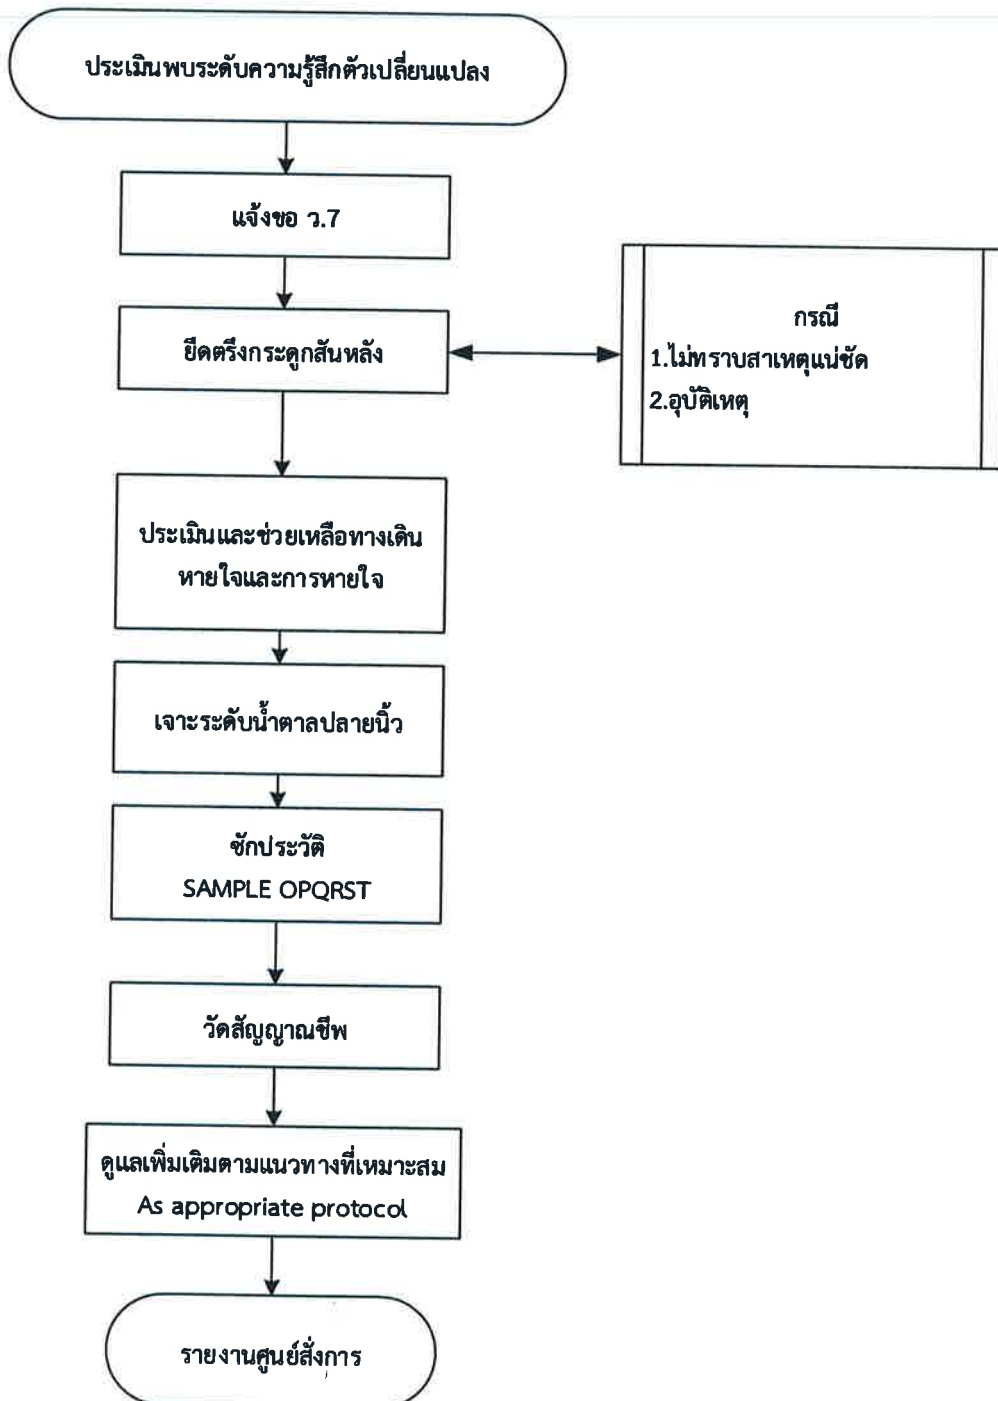 ประเมินพบระดับความรู้สึกตัวเปลี่ยนแปลง
แจ้งขอ ว.7
ยึดตรึงกระดูกสันหลัง
กรณี
1.ไม่ทราบสาเหตุแน่ชัด
2.อุบัติเหตุ
ประเมินและช่วยเหลือทางเดิน
หายใจและการหายใจ
เจาะระดับน้ำตาลปลายนิ้ว
ซักประวัติ
SAMPLE OPQRST
วัดสัญญาณชีพ
ดูแลเพิ่มเติมตามแนวทางที่เหมาะสม
As appropriate protocol
รายงานศูนย์สั่งการ